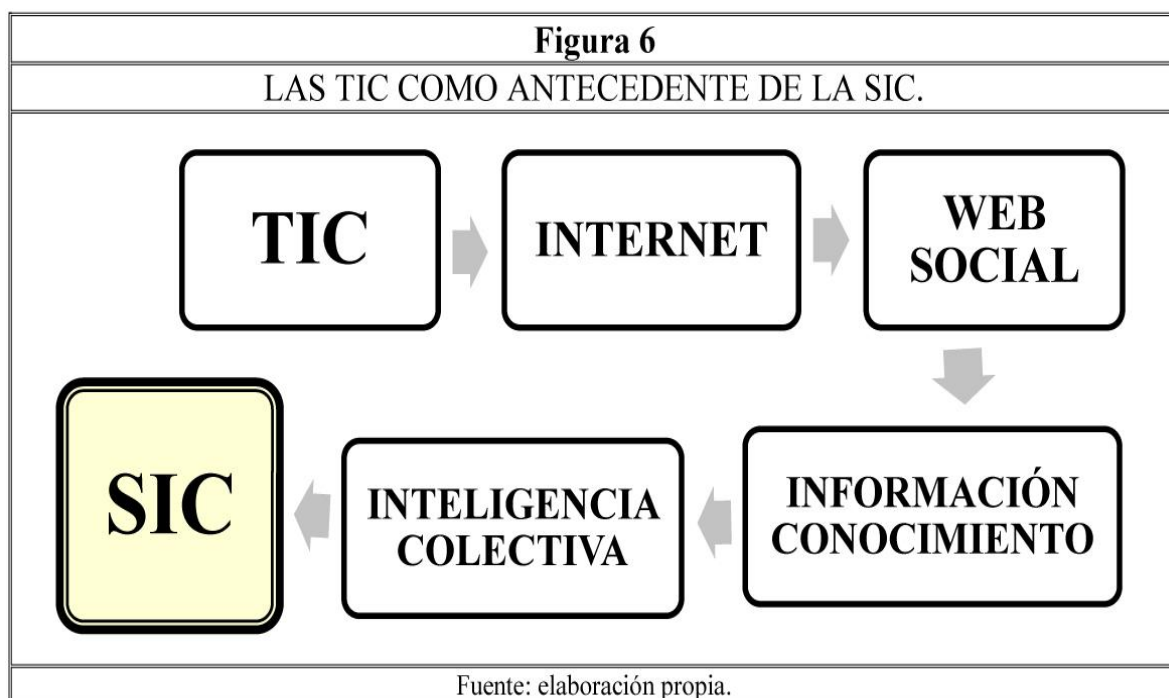 Figura 6
LAS TIC COMO ANTECEDENTE DE LA SIC.
TIC
INTERNET
WEB
SOCIAL
INFORMACIÓN
CONOCIMIENTO
INTELIGENCIA
COLECTIVA
SIC
Fuente: elaboración propia.